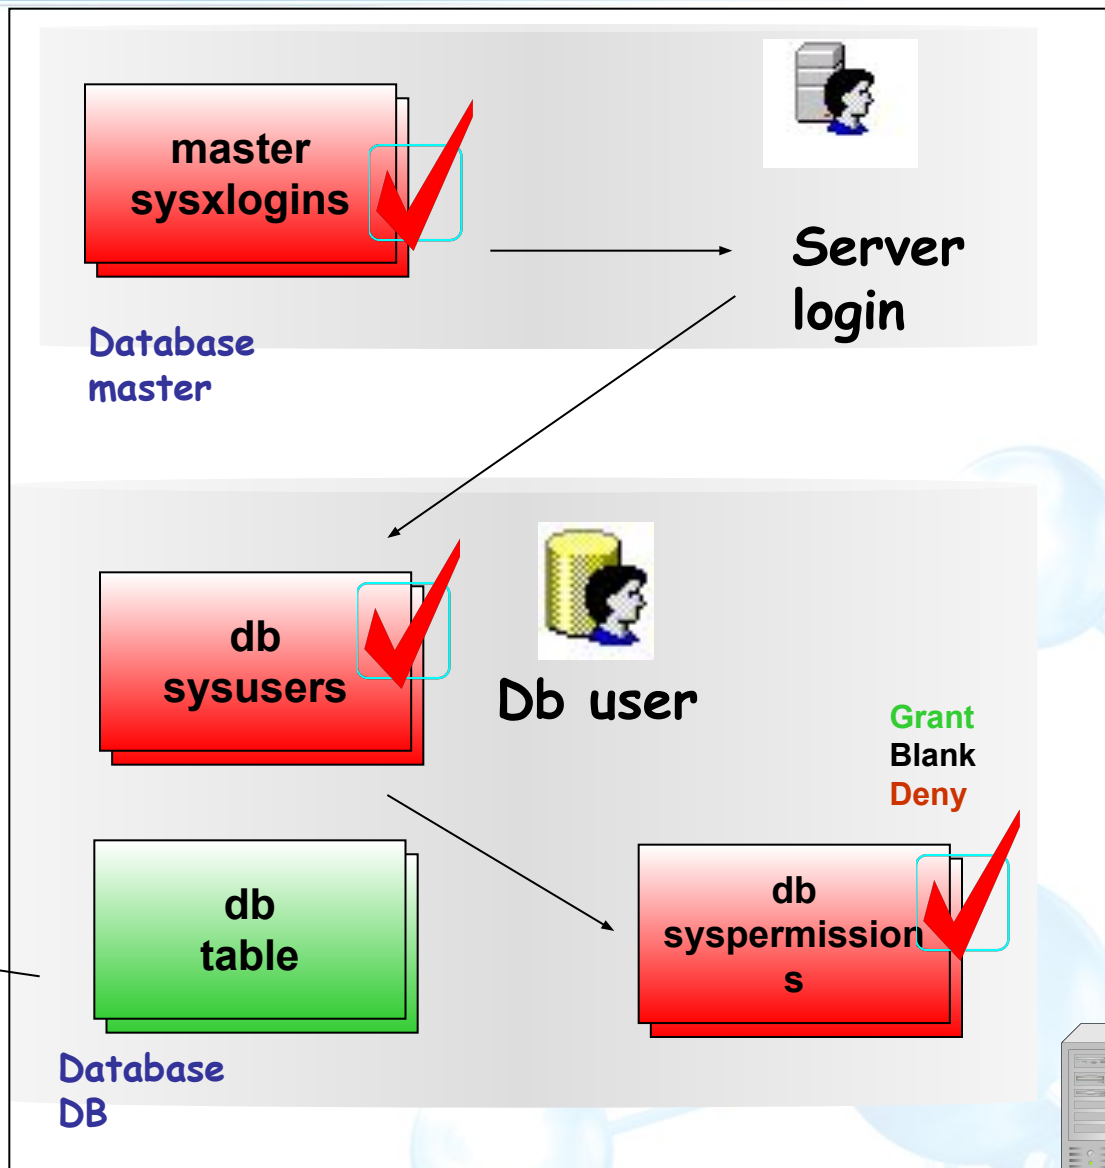 master
sysxlogins
Server
login
Database
master
db
sysusers
Db user
Grant
Blank
Deny
db
table
db
syspermission
s
Database
DB